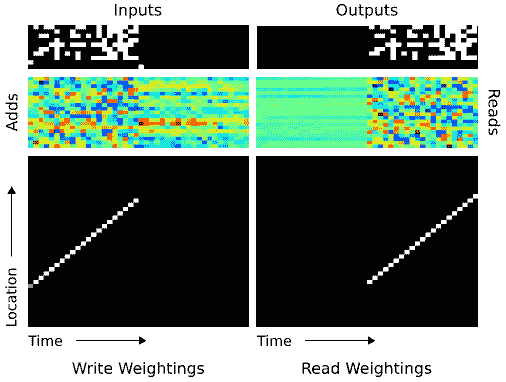 Inputs
Outputs
Adds
Reads
Location
Time
Time
Write Weightings
Read Weightings